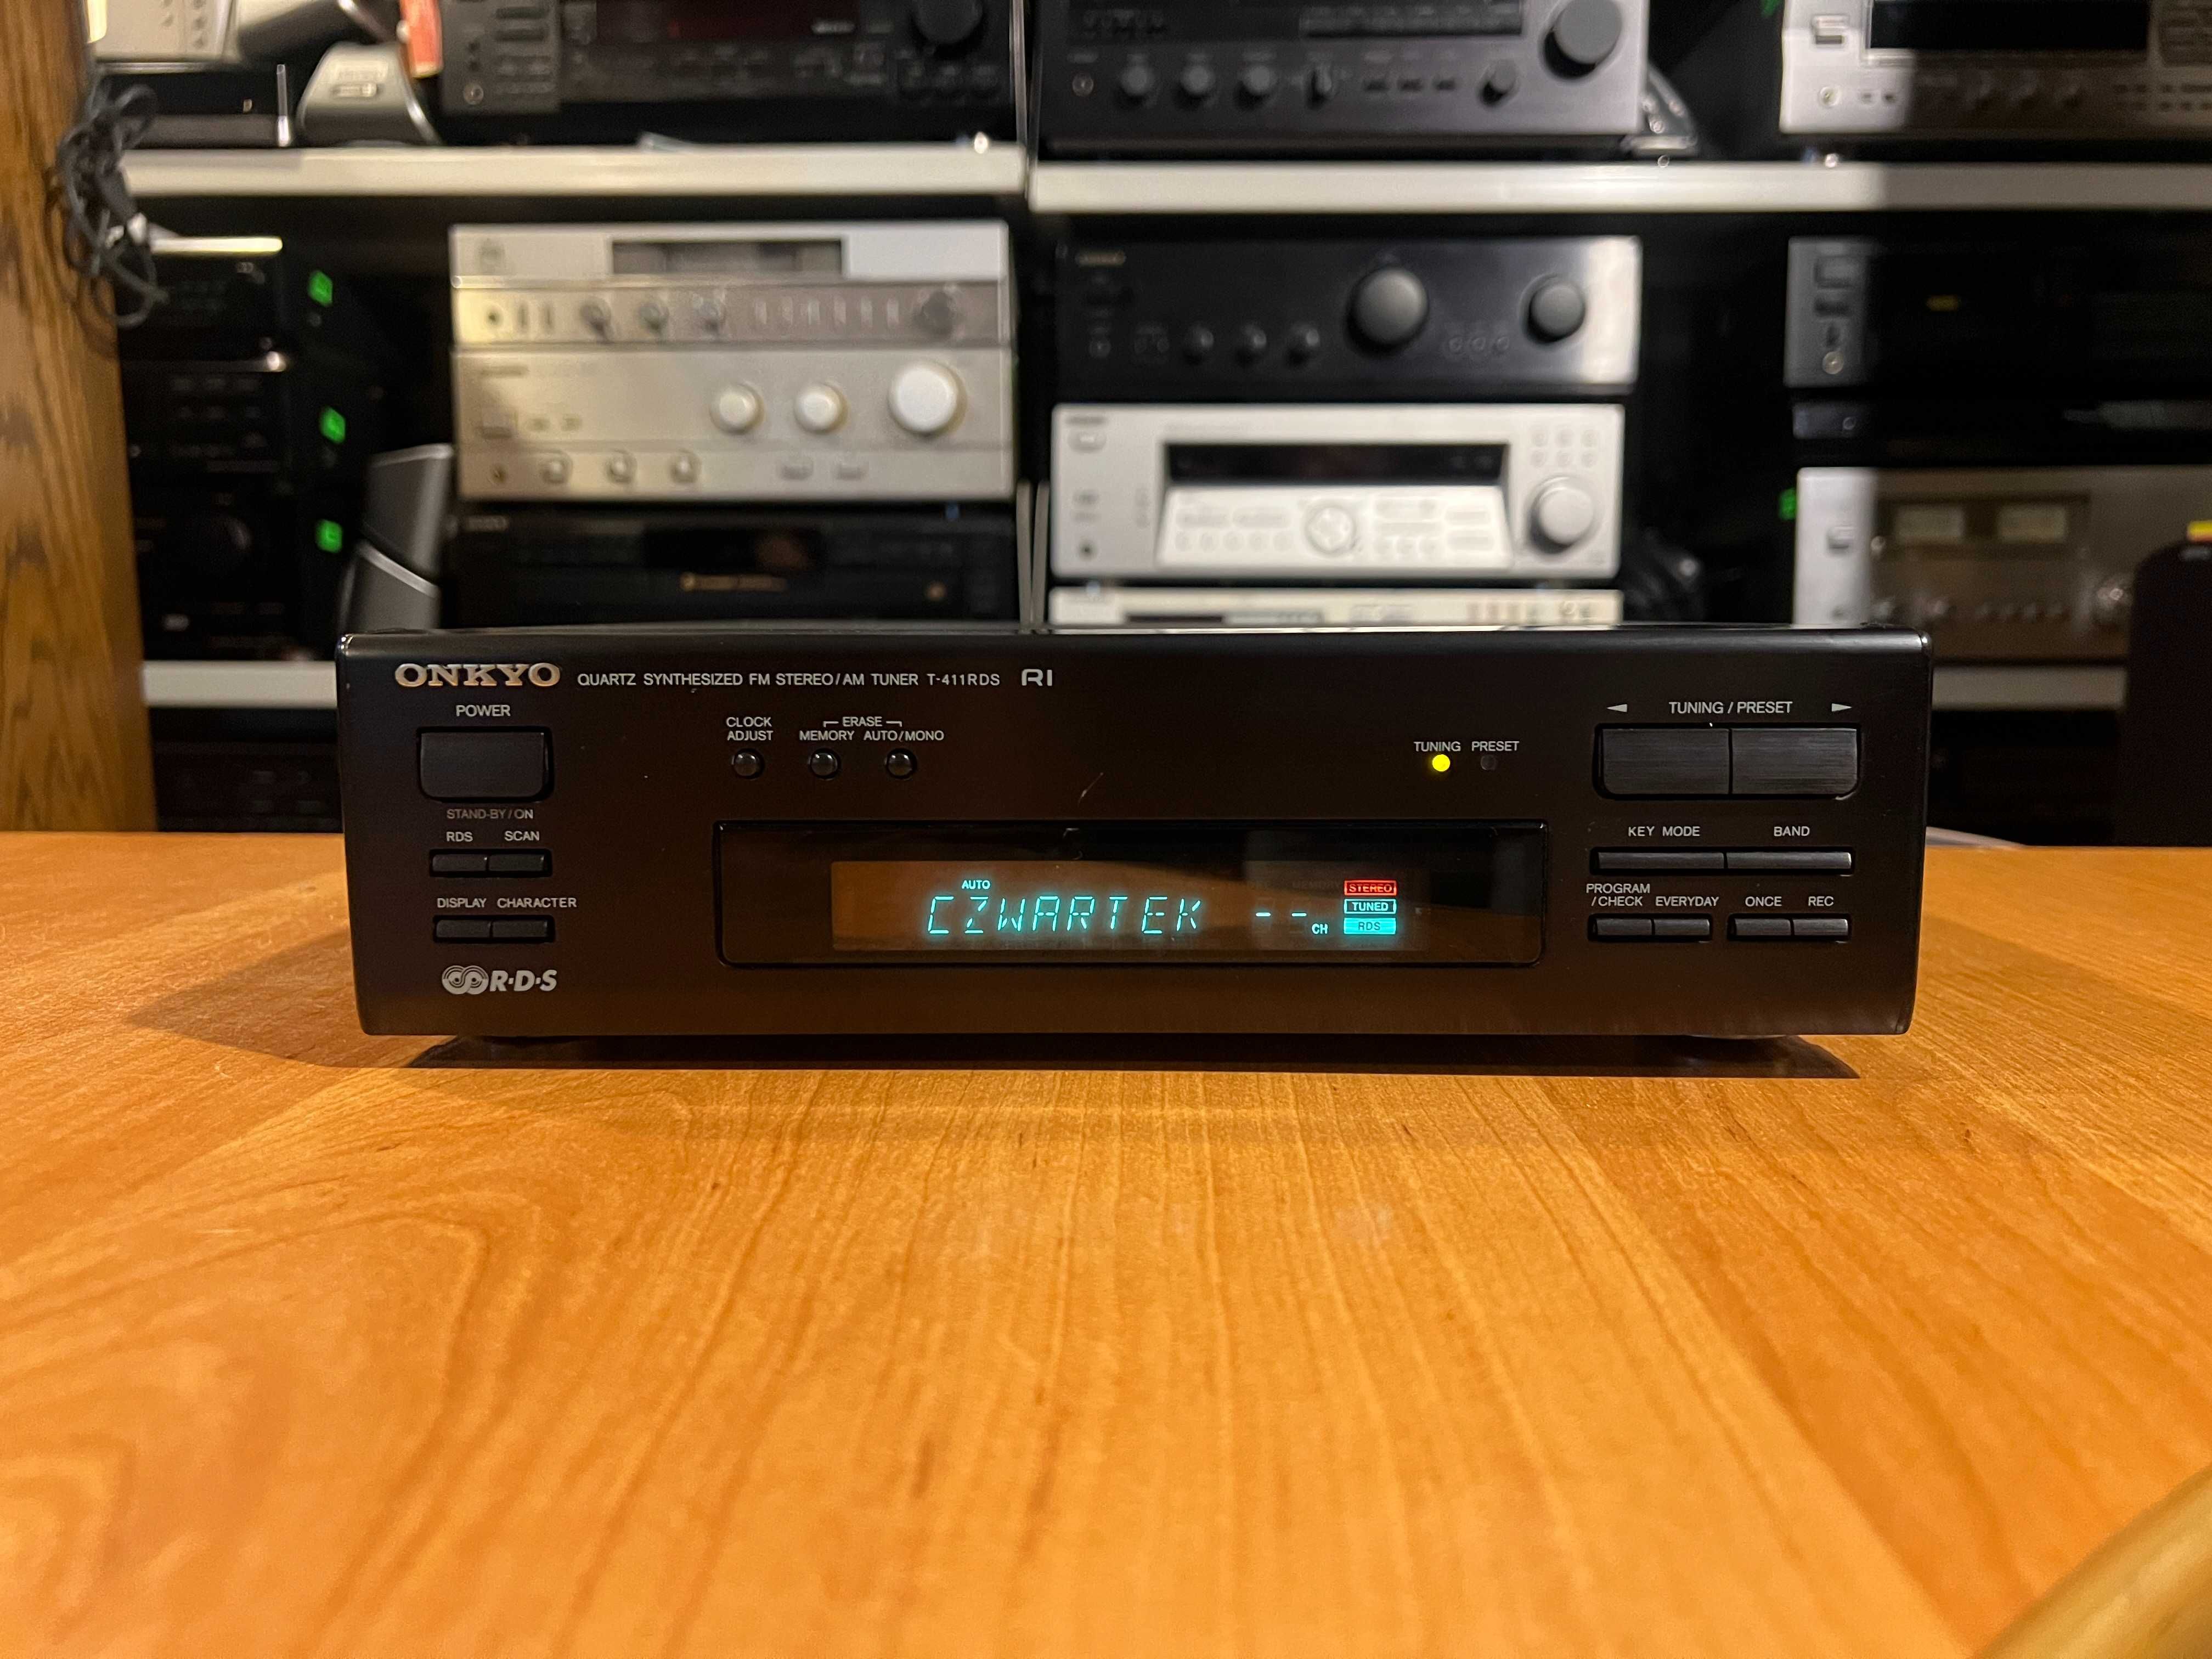 ONKYO QUARTZ SYNTHESIZED FM STEREO/AM TUNER T-411RDS RI
POWER
STAND-BY/ON
RDS SCAN
DISPLAY CHARACTER
R·D·S
CLOCK ADJUST
ERASE
MEMORY AUTO/MONO
TUNING PRESET
AUTO
CZWARTEK -- CH
MEMORY
STEREO
TUNED
RDS
TUNING / PRESET
KEY MODE BAND
PROGRAM
/CHECK EVERYDAY ONCE REC